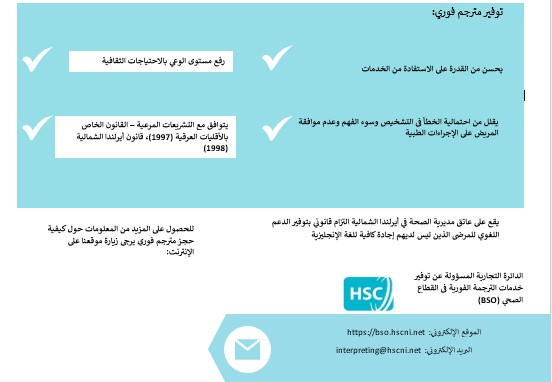 توفير مترجم فوري:
يحسن من القدرة على الاستفادة من الخدمات
رفع مستوى الوعي بالاحتياجات الثقافية
يقلل من احتمالية الخطأ في التشخيص وسوء الفهم وعدم موافقة
المريض على الإجراءات الطبية
يتوافق مع التشريعات المرعية – القانون الخاص
بالأقليات العرقية (1997)، قانون أيرلندا الشمالية
(1998)
يقع على عاتق مديرية الصحة في أيرلندا الشمالية التزام قانوني بتوفير الدعم
اللغوي للمرضى الذين ليس لديهم إجادة كافية للغة الإنجليزية
للحصول على المزيد من المعلومات حول كيفية
حجز مترجم فوري يرجى زيارة موقعنا على
الإنترنت:
الدائرة التجارية المسؤولة عن توفير
خدمات الترجمة الفورية في القطاع
الصحي (BSO)
HSC
الموقع الإلكتروني: https://bso.hscni.net
البريد الإلكتروني: interpreting@hscni.net